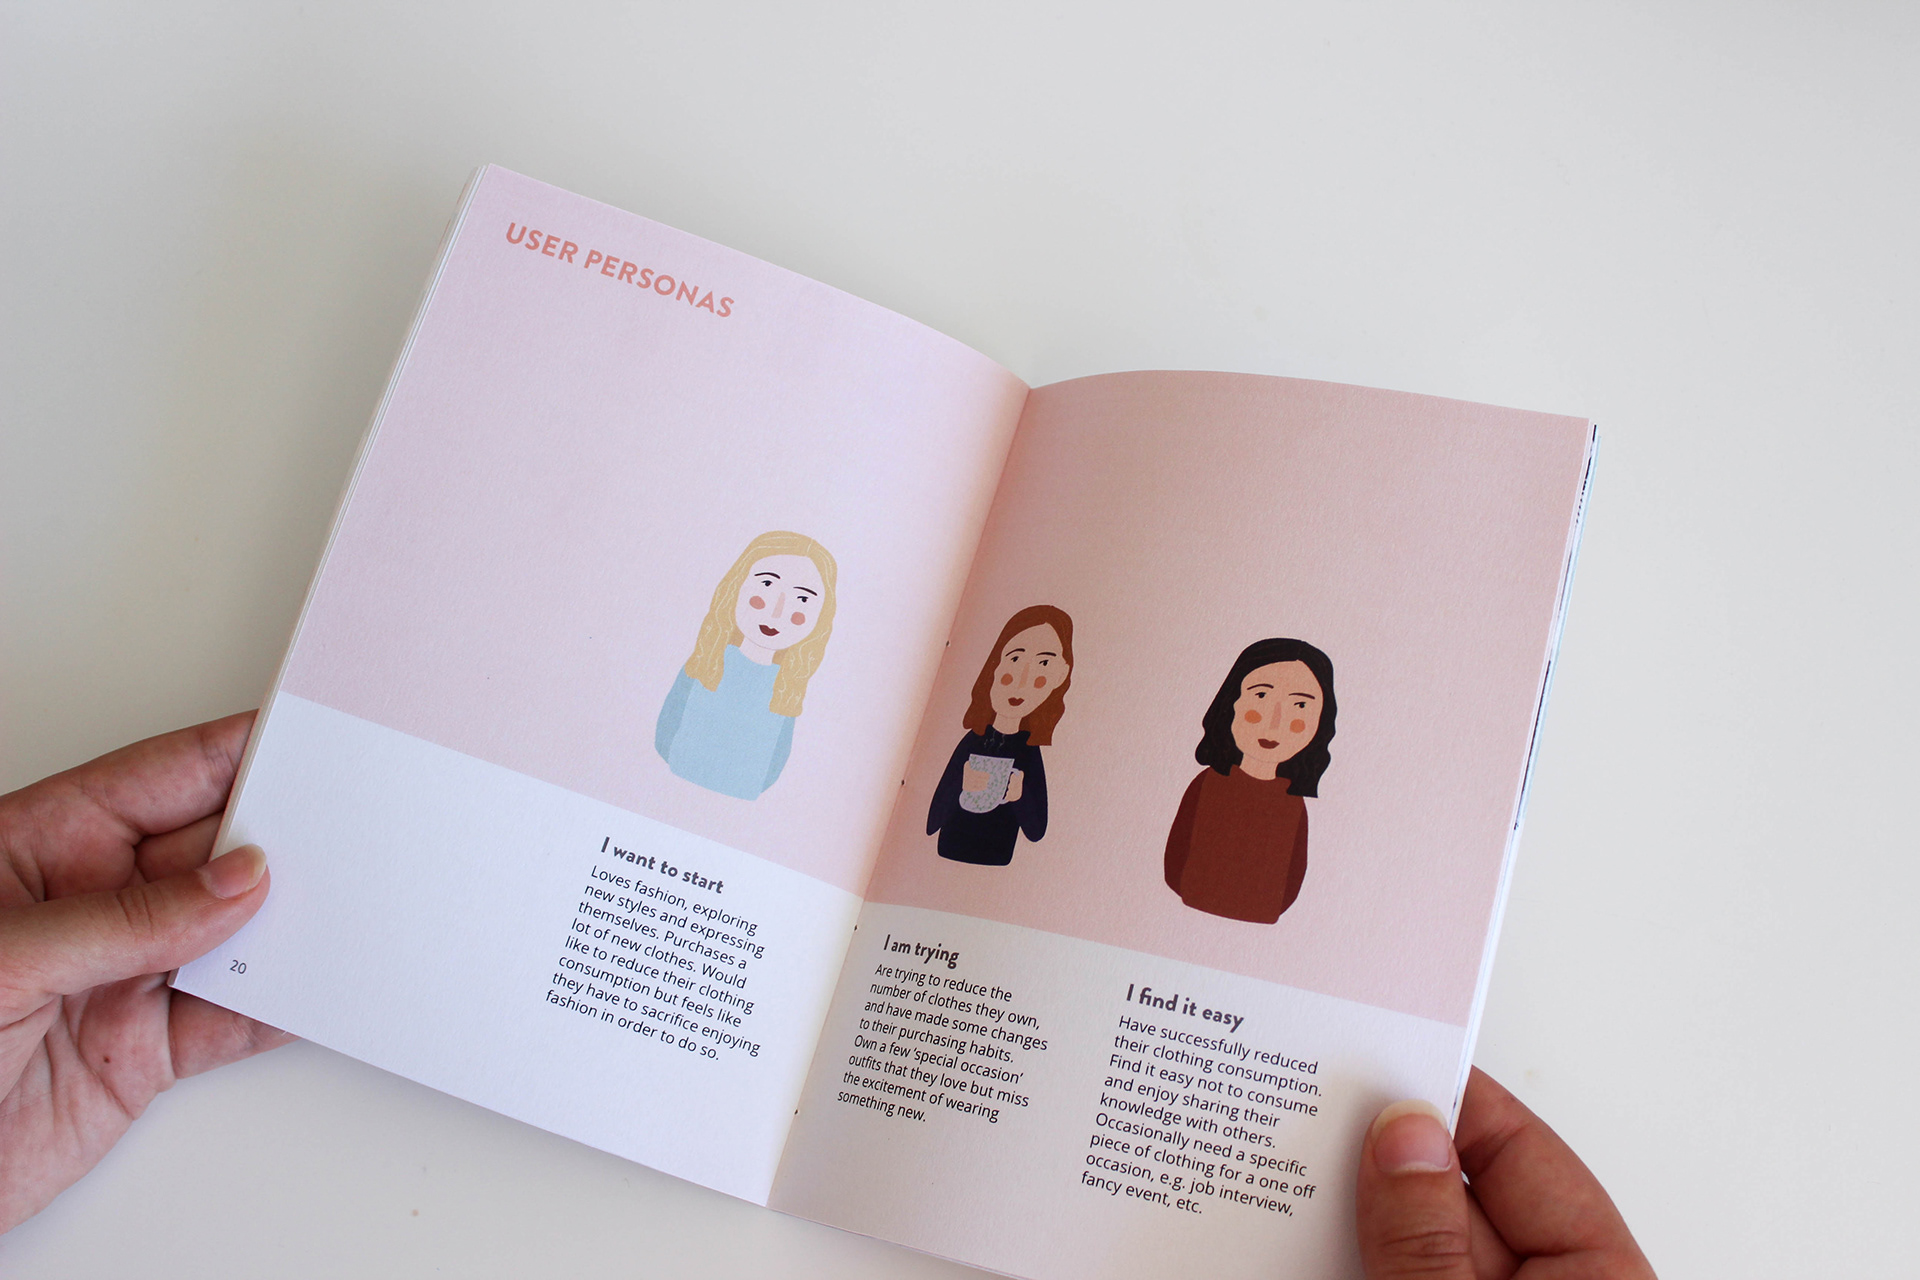 USER PERSONAS
I want to start
Loves fashion, exploring
new styles and expressing
themselves. Purchases a
lot of new clothes. Would
like to reduce their clothing
consumption but feels like
they have to sacrifice enjoying
fashion in order to do so.
20
I am trying
Are trying to reduce the
number of clothes they own,
and have made some changes
to their purchasing habits.
Own a few ‘special occasion’
outfits that they love but miss
the excitement of wearing
something new.
I find it easy
Have successfully reduced
their clothing consumption.
Find it easy not to consume
and enjoy sharing their
knowledge with others.
Occasionally need a specific
piece of clothing for a one off
occasion, e.g. job interview,
fancy event, etc.